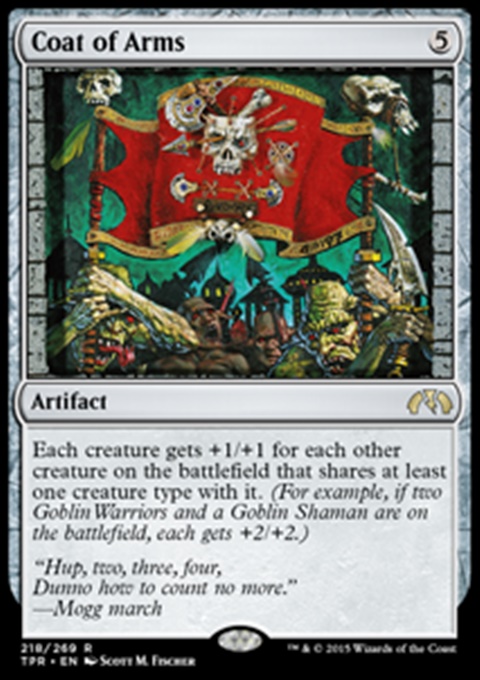 Coat of Arms 5
Artifact
Each creature gets +1/+1 for each other
creature on the battlefield that shares at least
one creature type with it. (For example, if two
Goblin Warriors and a Goblin Shaman are on
the battlefield, each gets +2/+2.)
“Hup, two, three, four,
Dunno how to count no more.”
—Mogg march
218/269 R
TPR • EN Scott M. Fischer
™ & © 2015 Wizards of the Coast